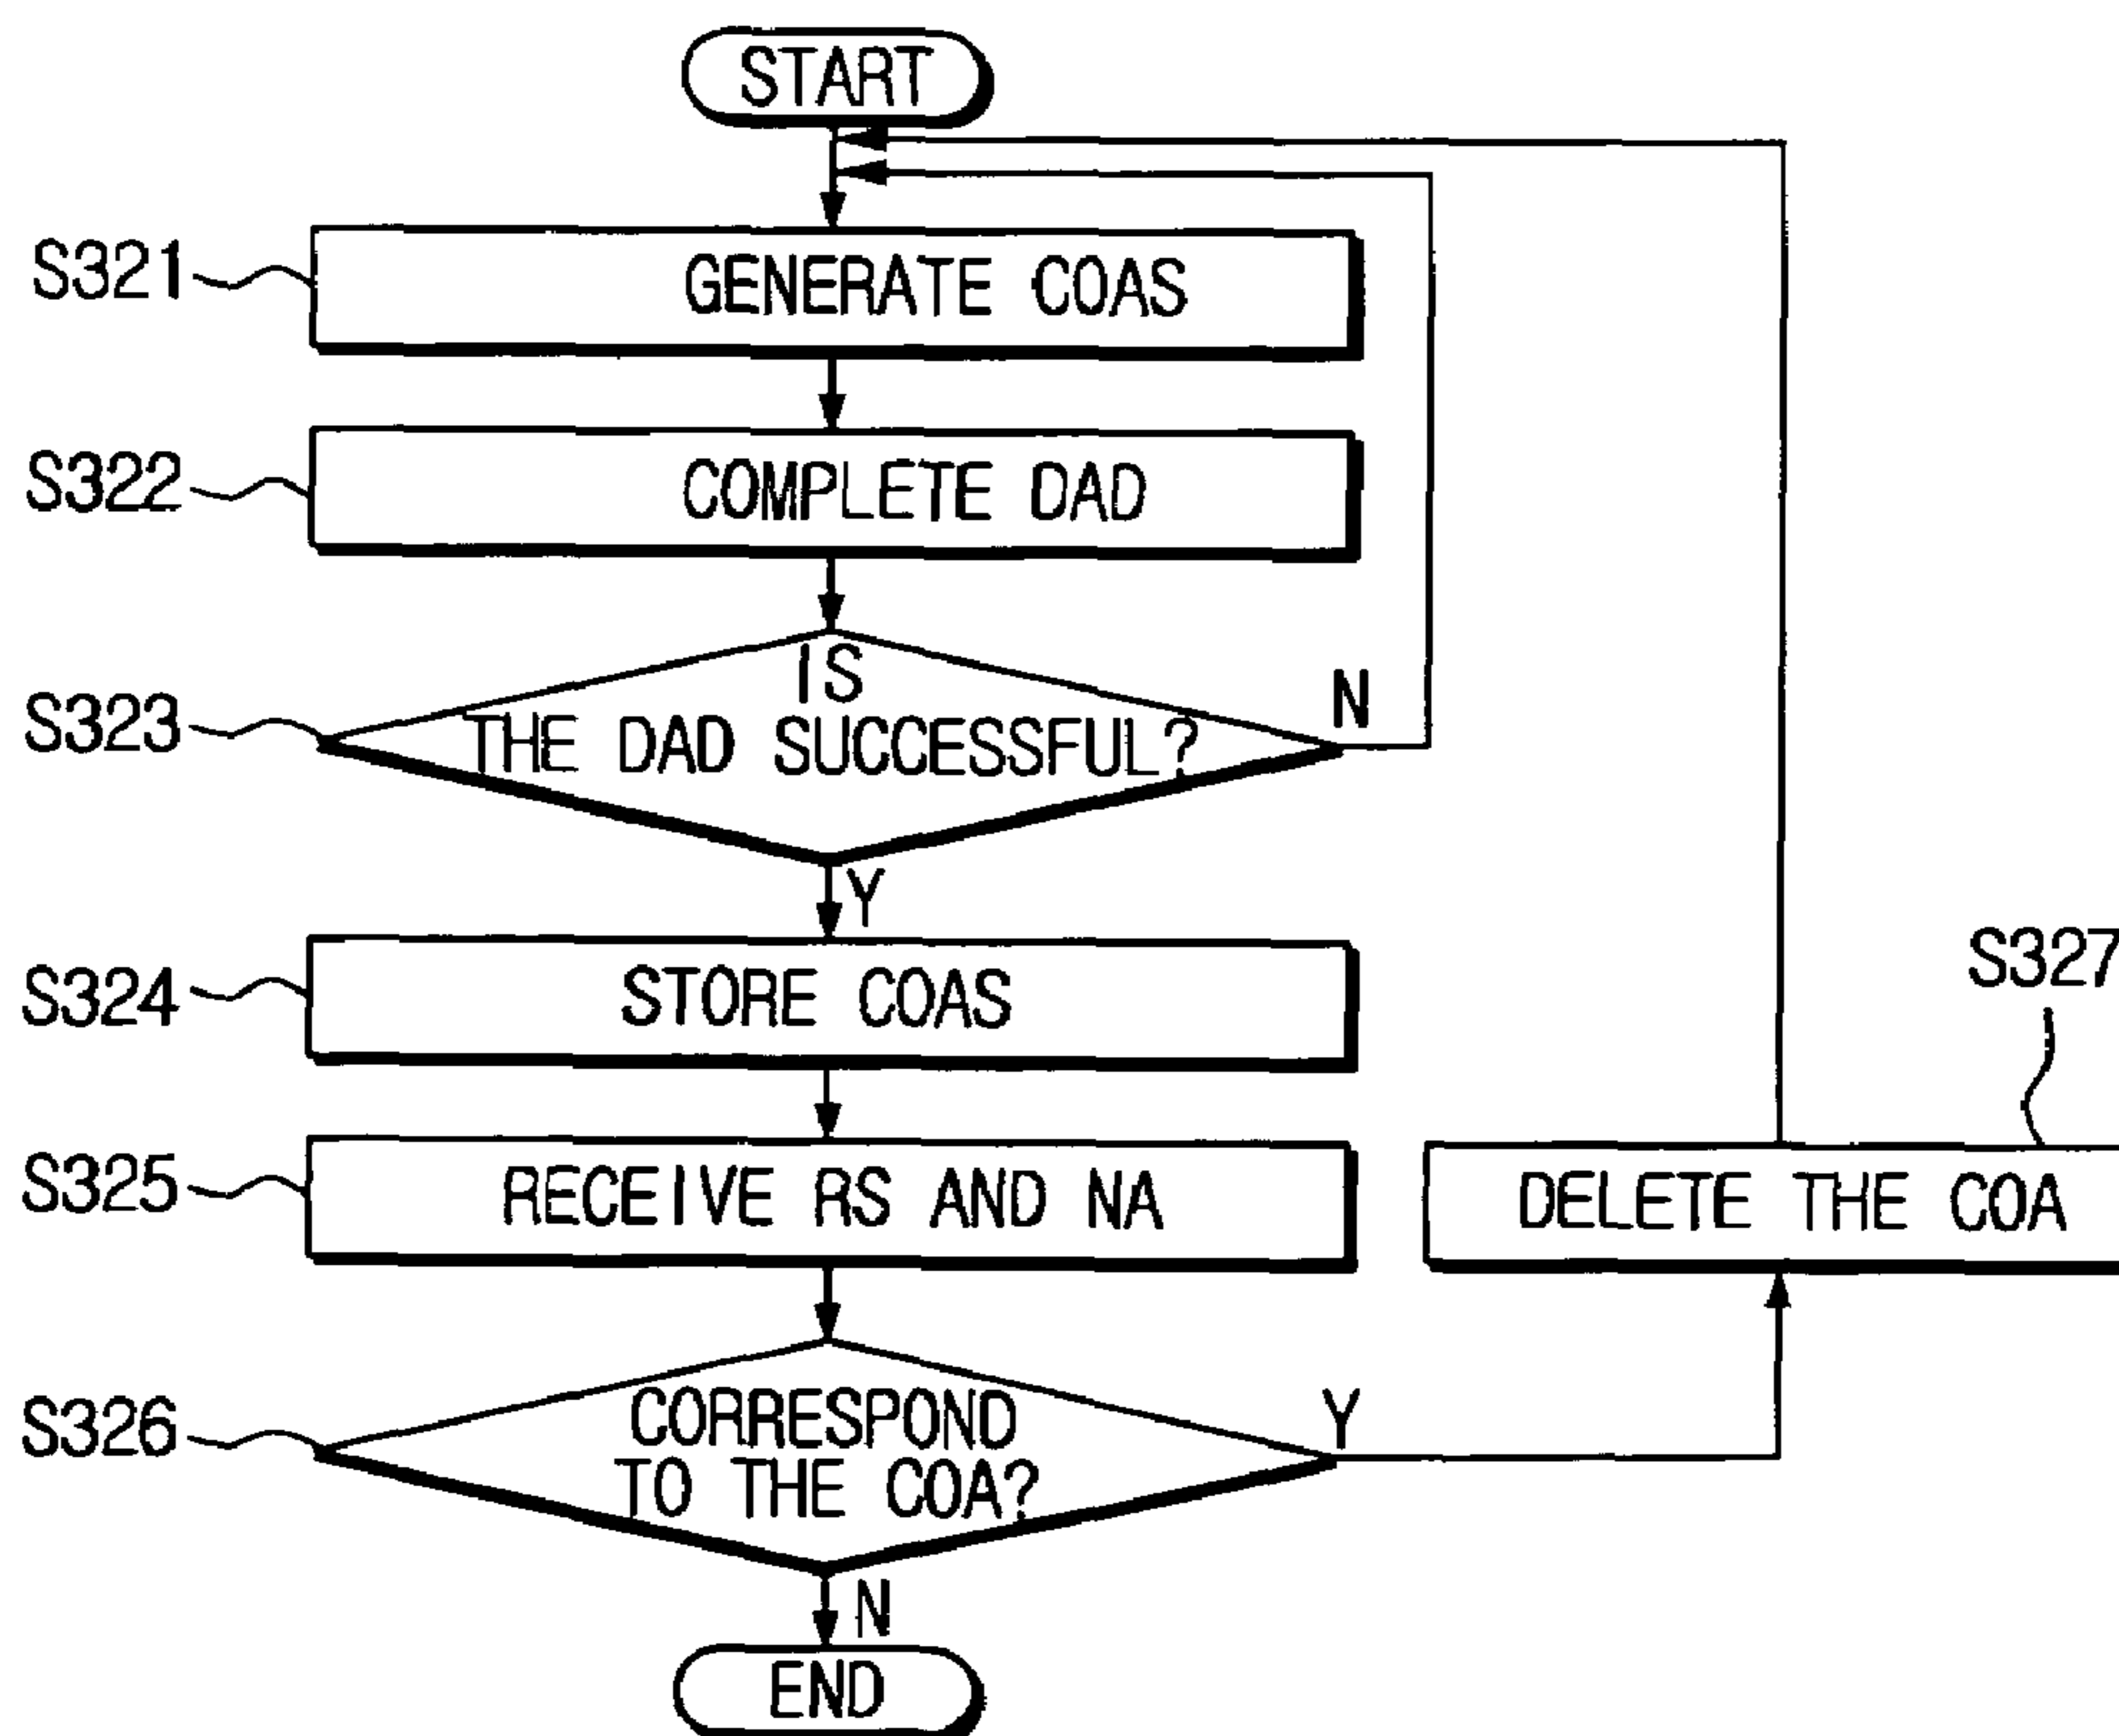 START
S321
GENERATE COAS
S322
COMPLETE DAD
S323
IS
THE DAD SUCCESSFUL?
N
Y
S324
STORE COAS
S327
S325
RECEIVE RS AND NA
DELETE THE COA
S326
CORRESPOND
TO THE COA?
Y
N
END